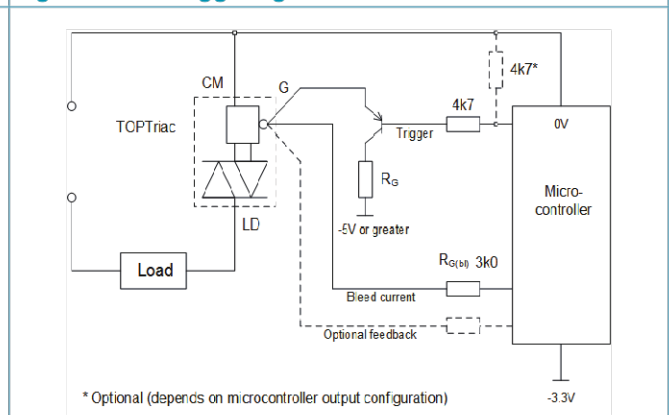 4k7*
CM
G
4k7
TOPTriac
Trigger
0V
RG
Micro-
controller
LD
-5V or greater
RG(bl) 3k0
Load
Bleed current
Optional feedback
* Optional (depends on microcontroller output configuration)
-3.3V